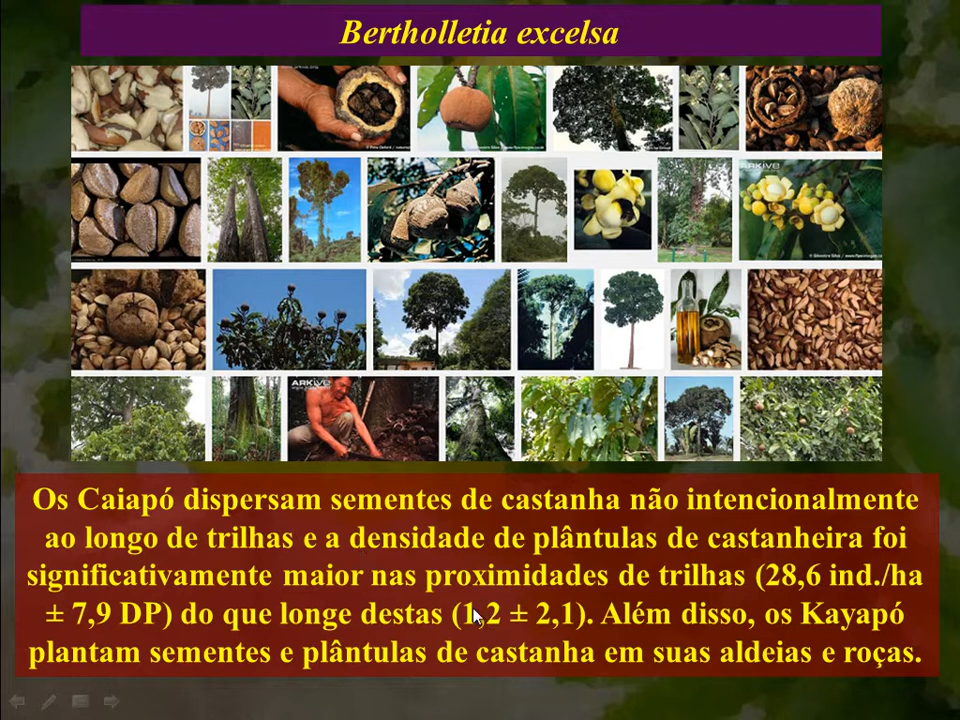 Bertholletia excelsa
ARKIVE
ARKIVE
Os Caiapó dispersam sementes de castanha não intencionalmente
ao longo de trilhas e a densidade de plântulas de castanheira foi
significativamente maior nas proximidades de trilhas (28,6 ind./ha
± 7,9 DP) do que longe destas (1,2 ± 2,1). Além disso, os Kayapó
plantam sementes e plântulas de castanha em suas aldeias e roças.